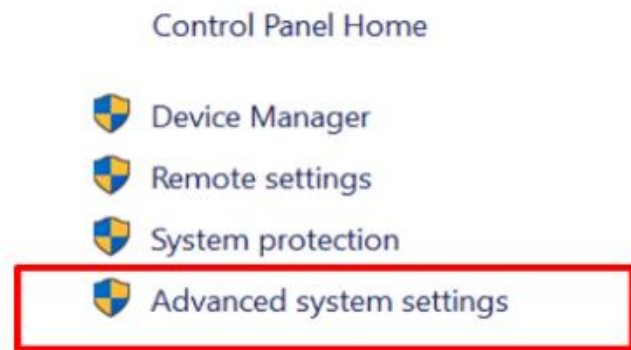 Control Panel Home
Device Manager
Remote settings
System protection
Advanced system settings